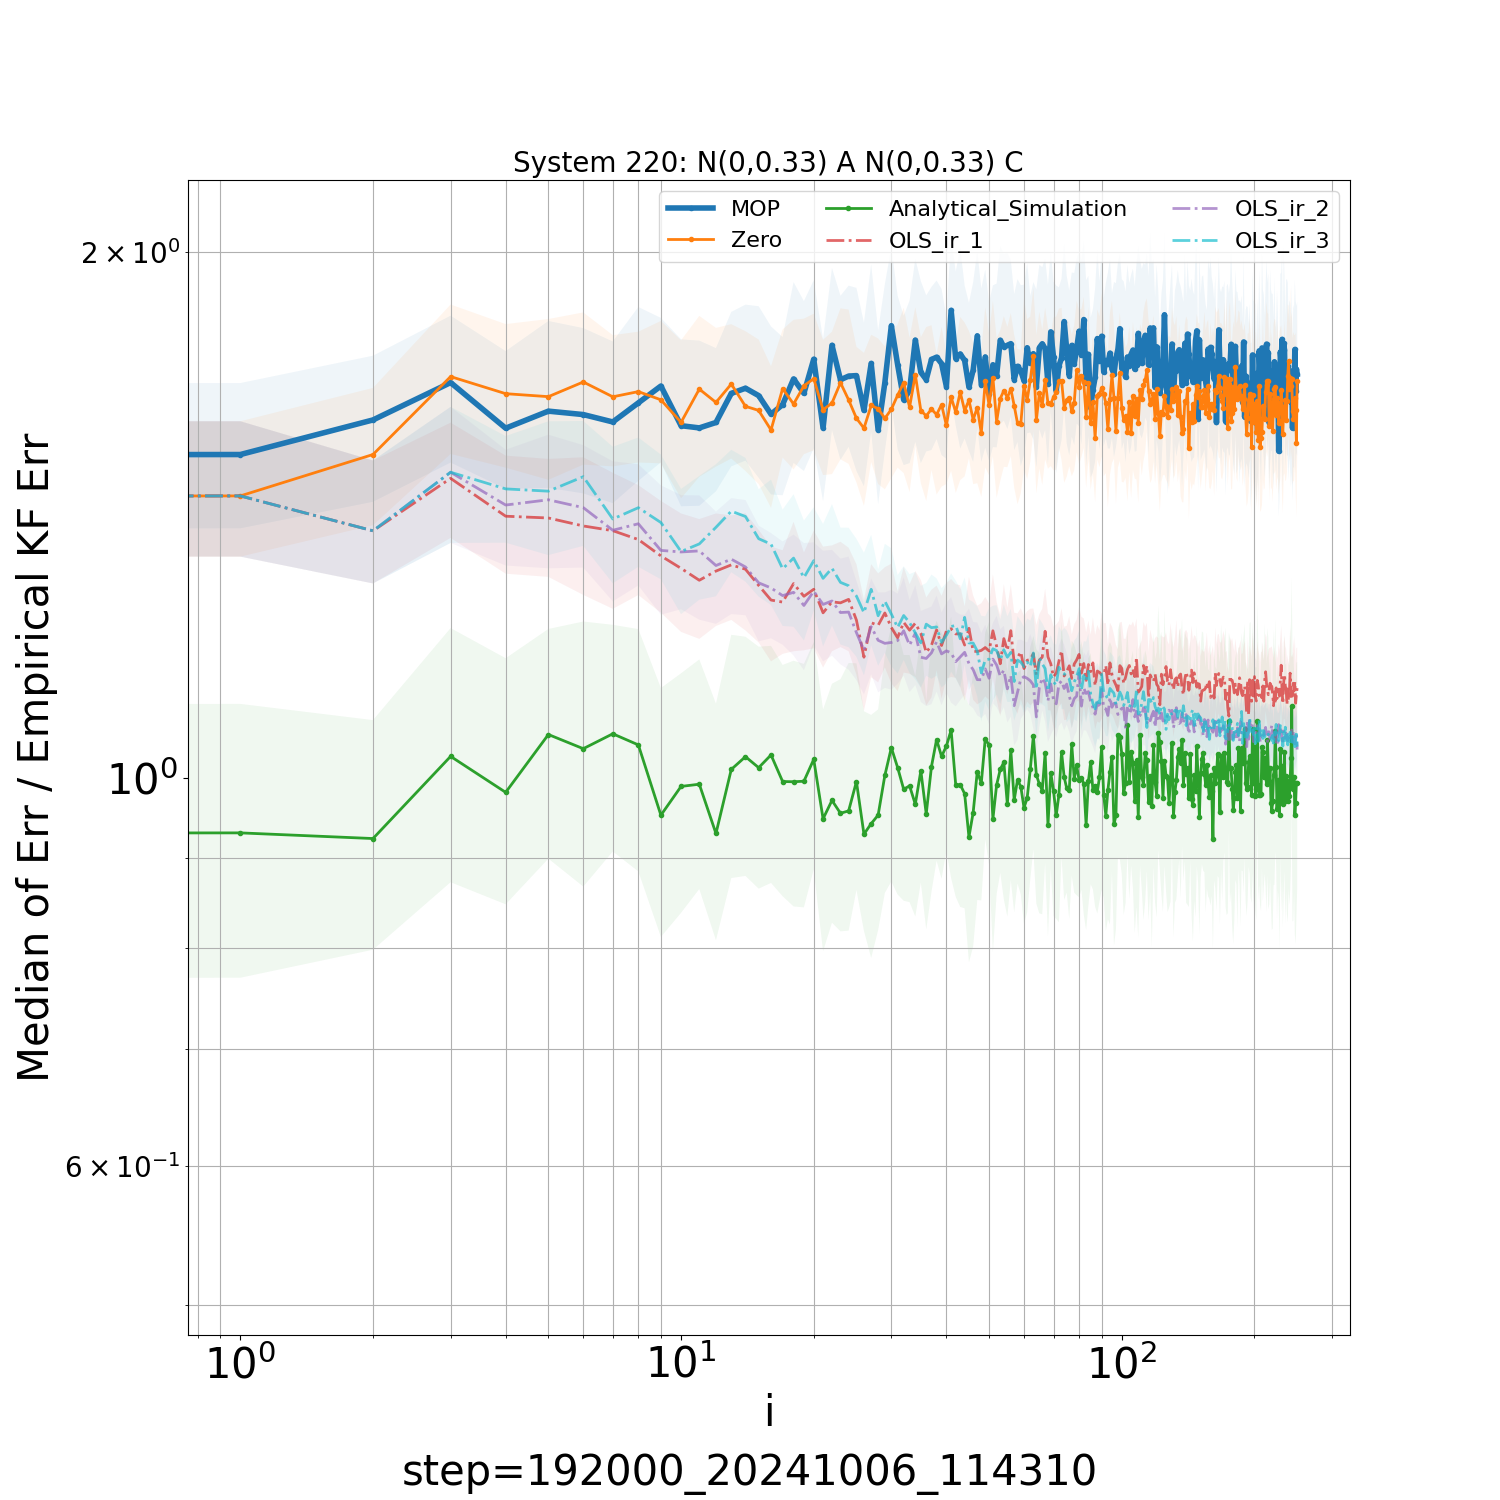 System 220: N(0,0.33) A N(0,0.33) C
MOP
Zero
Analytical_Simulation
OLS_ir_1
OLS_ir_2
OLS_ir_3
Median of Err / Empirical KF Err
2 × 10⁰
10⁰
6 × 10⁻¹
10⁰ 10¹ 10²
i
step=192000_20241006_114310